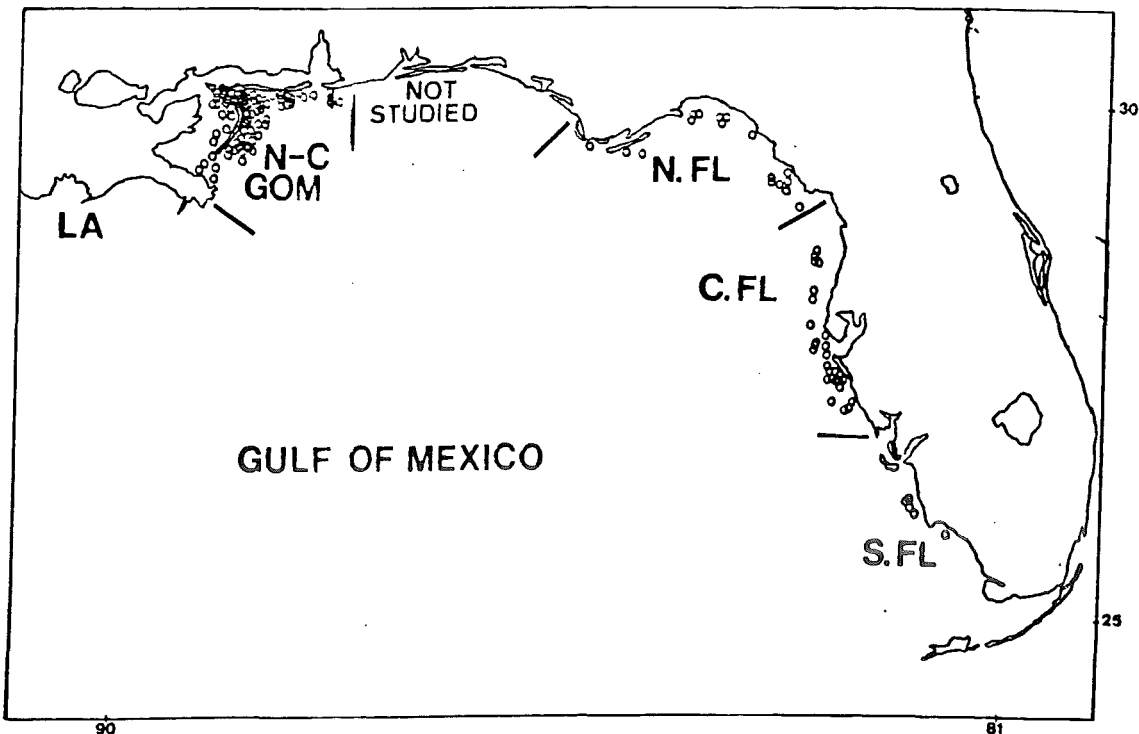 NOT
STUDIED
30
N-C
GOM
N. FL
LA
C. FL
GULF OF MEXICO
S. FL
25
90
81